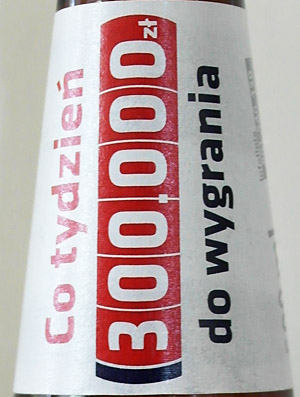 Co tydzień
300.000 zł
do wygrania